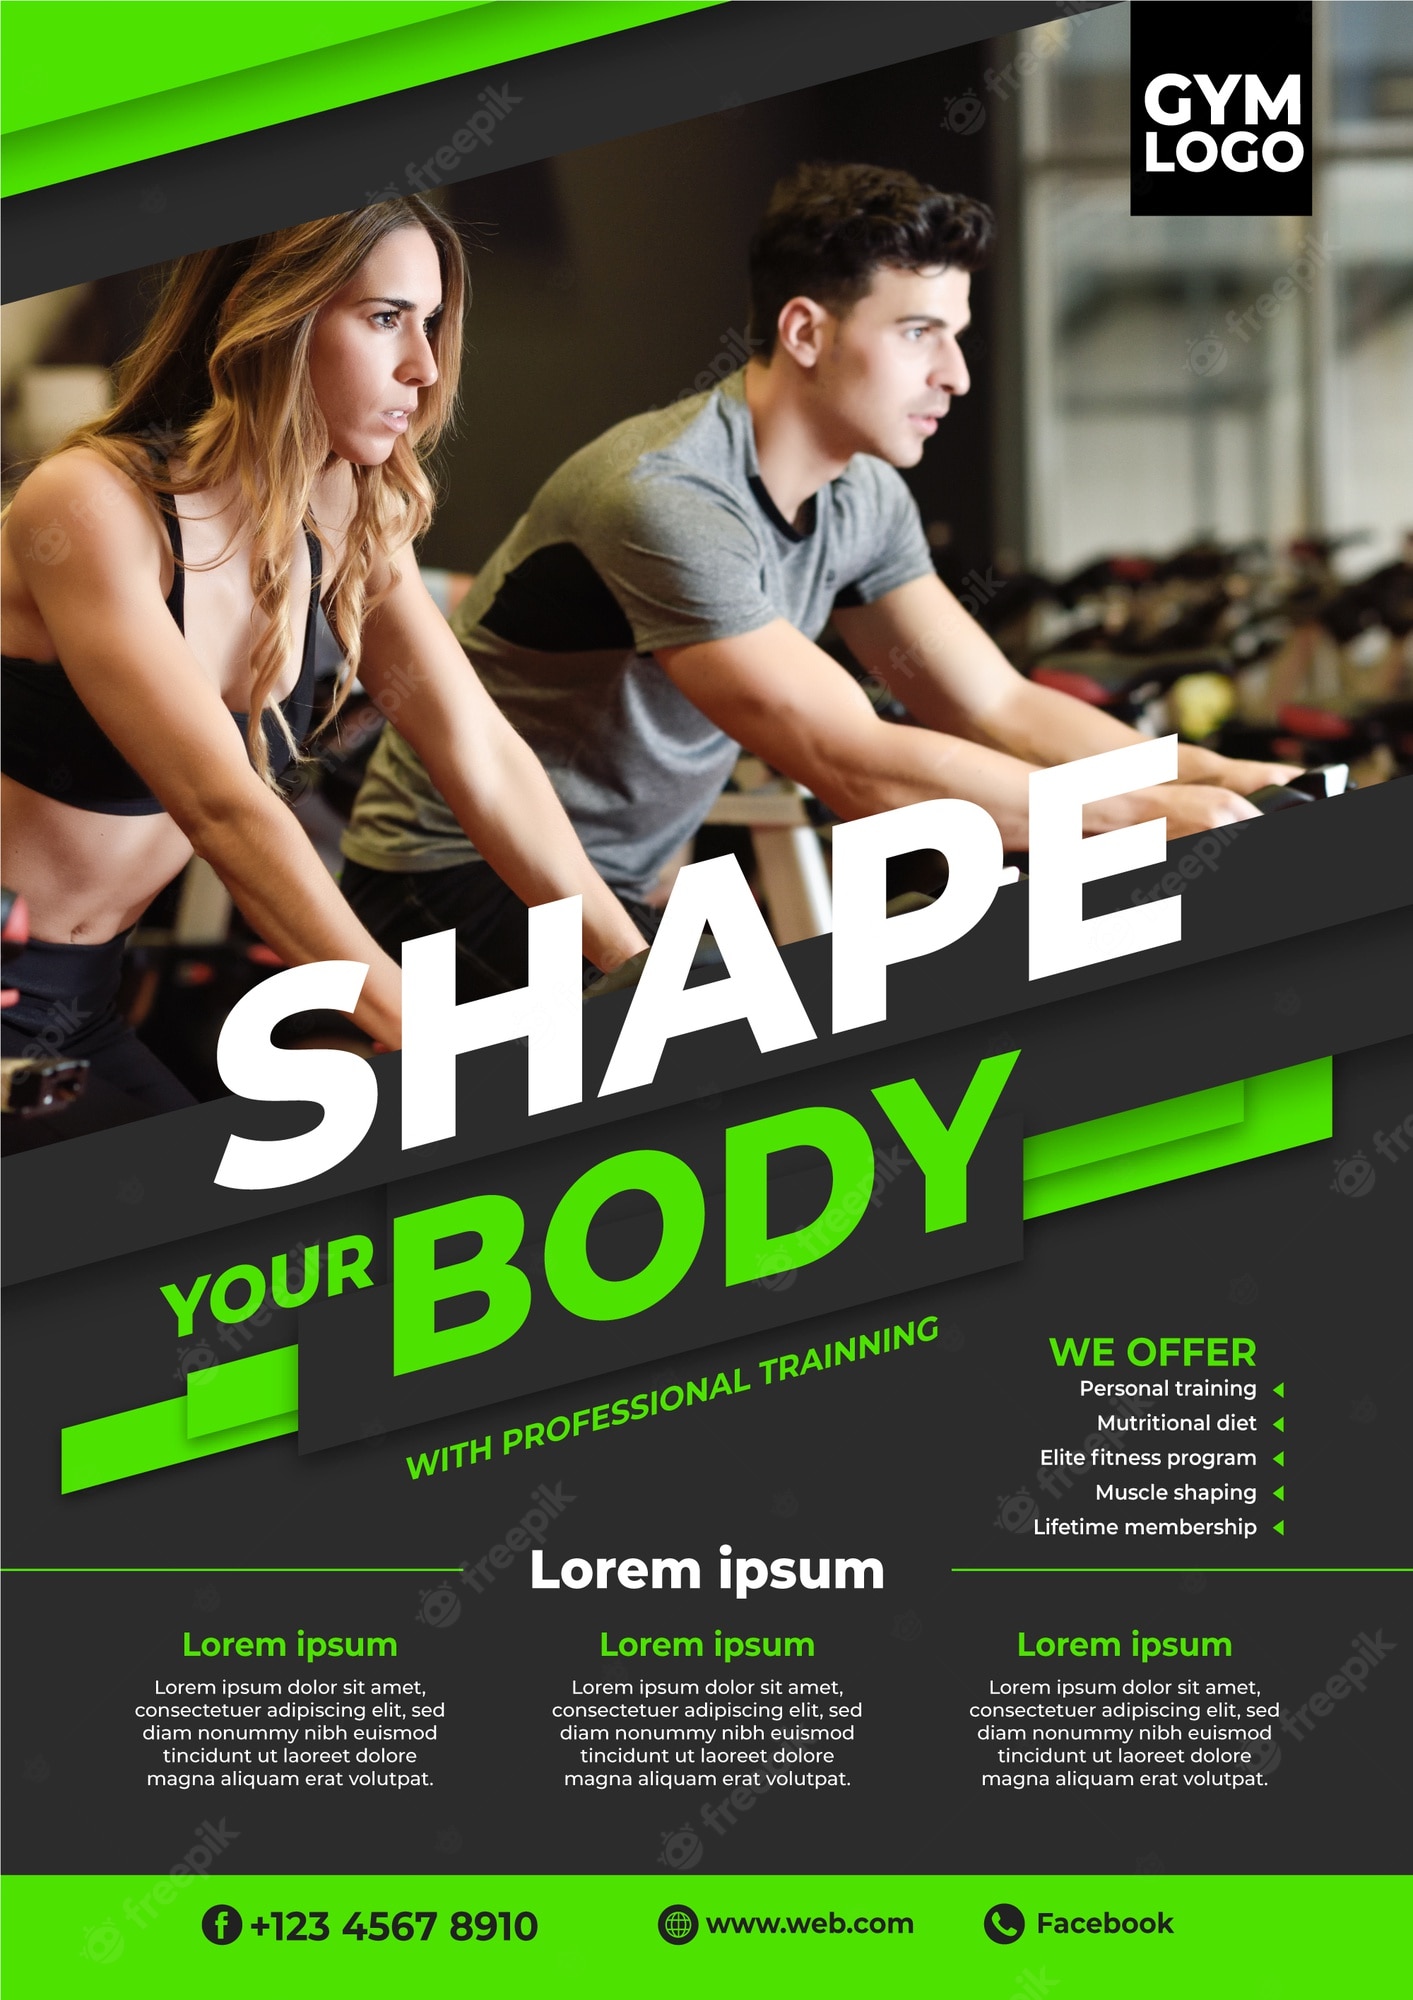 GYM
LOGO
SHAPE
YOUR BODY
WITH PROFESSIONAL TRAINNING
WE OFFER
Personal training
Mutritional diet
Elite fitness program
Muscle shaping
Lifetime membership
Lorem ipsum
Lorem ipsum
Lorem ipsum dolor sit amet,
consectetuer adipiscing elit, sed
diam nonummy nibh euismod
tincidunt ut laoreet dolore
magna aliquam erat volutpat.
Lorem ipsum
Lorem ipsum dolor sit amet,
consectetuer adipiscing elit, sed
diam nonummy nibh euismod
tincidunt ut laoreet dolore
magna aliquam erat volutpat.
Lorem ipsum
Lorem ipsum dolor sit amet,
consectetuer adipiscing elit, sed
diam nonummy nibh euismod
tincidunt ut laoreet dolore
magna aliquam erat volutpat.
+123 4567 8910
www.web.com
Facebook
freepik